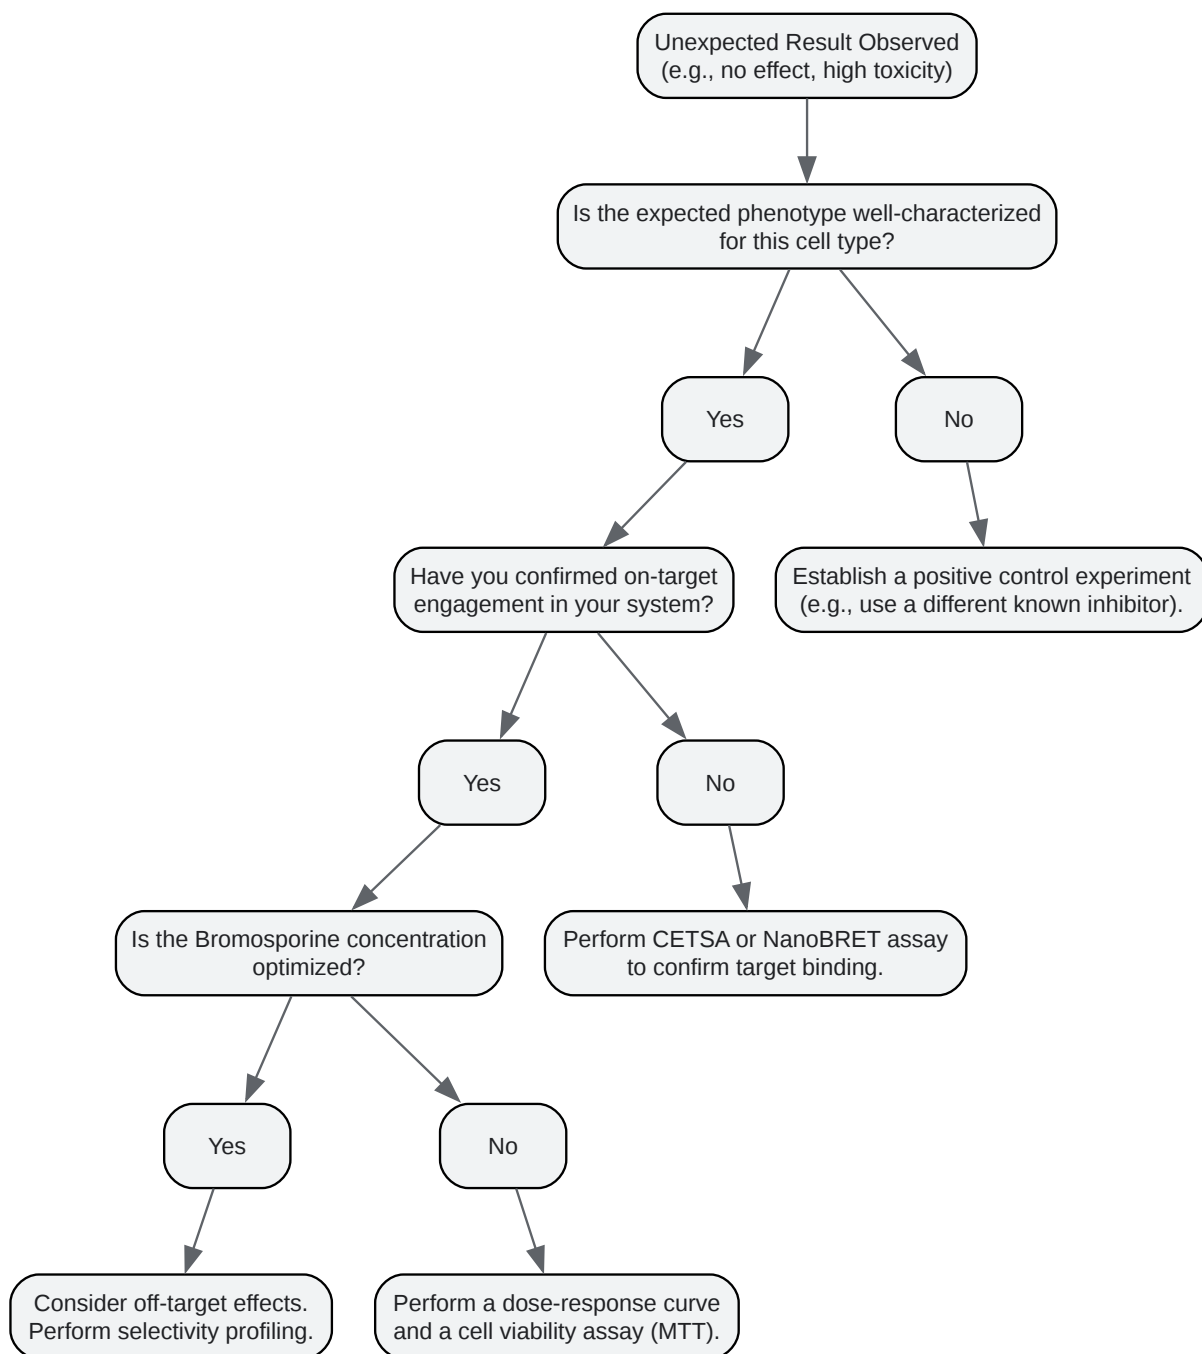 Unexpected Result Observed
(e.g., no effect, high toxicity)
Is the expected phenotype well-characterized
for this cell type?
Yes
No
Have you confirmed on-target
engagement in your system?
Establish a positive control experiment
(e.g., use a different known inhibitor).
Yes
No
Is the Bromosporine concentration
optimized?
Perform CETSA or NanoBRET assay
to confirm target binding.
Yes
No
Consider off-target effects.
Perform selectivity profiling.
Perform a dose-response curve
and a cell viability assay (MTT).